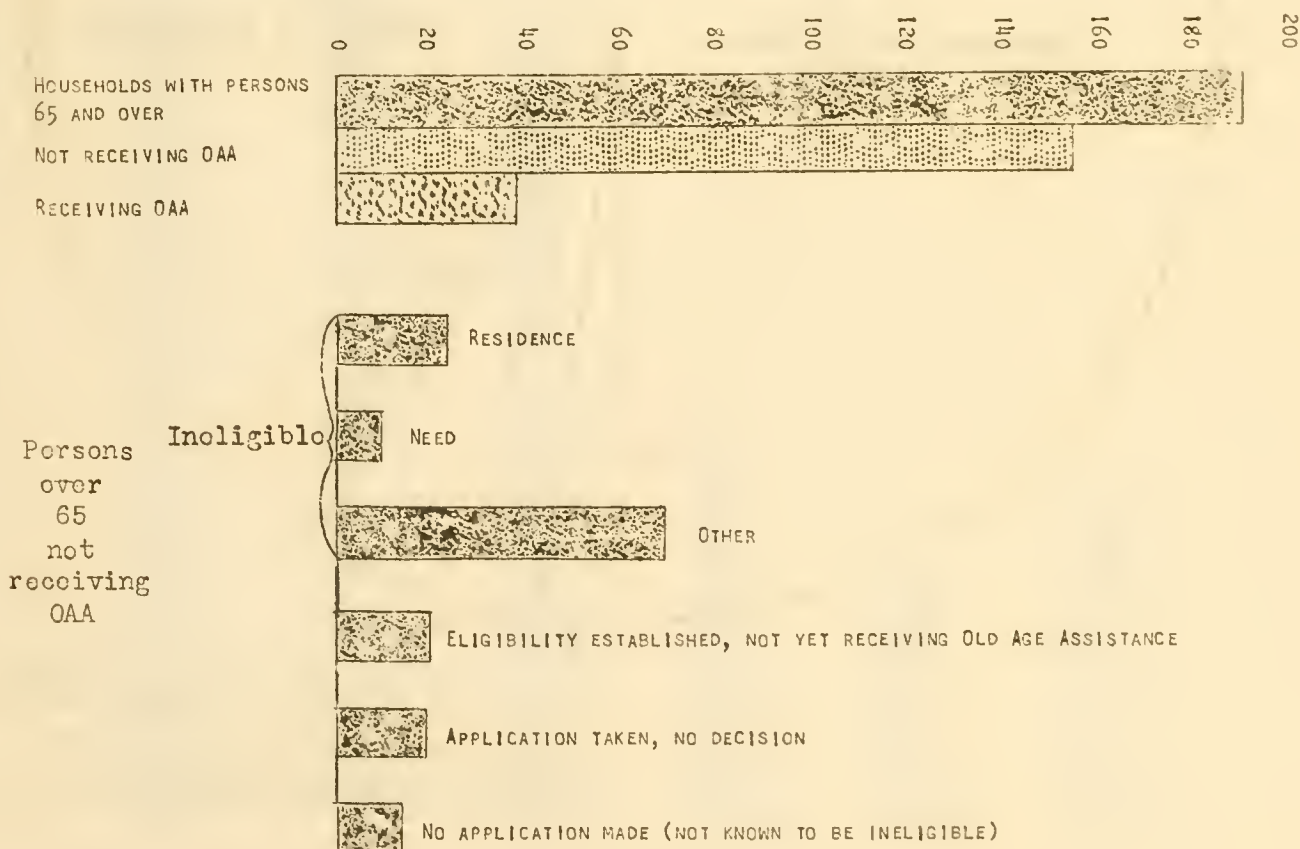 0 20 40 60 80 100 120 140 160 180 200
HOUSEHOLDS WITH PERSONS
65 AND OVER
NOT RECEIVING OAA
RECEIVING OAA
RESIDENCE
Inoligiblo
NEED
Porsons
over
65
not
rocoiving
OAA
OTHER
ELIGIBILITY ESTABLISHED, NOT YET RECEIVING OLD AGE ASSISTANCE
APPLICATION TAKEN, NO DECISION
NO APPLICATION MADE (NOT KNOWN TO BE INELIGIBLE)